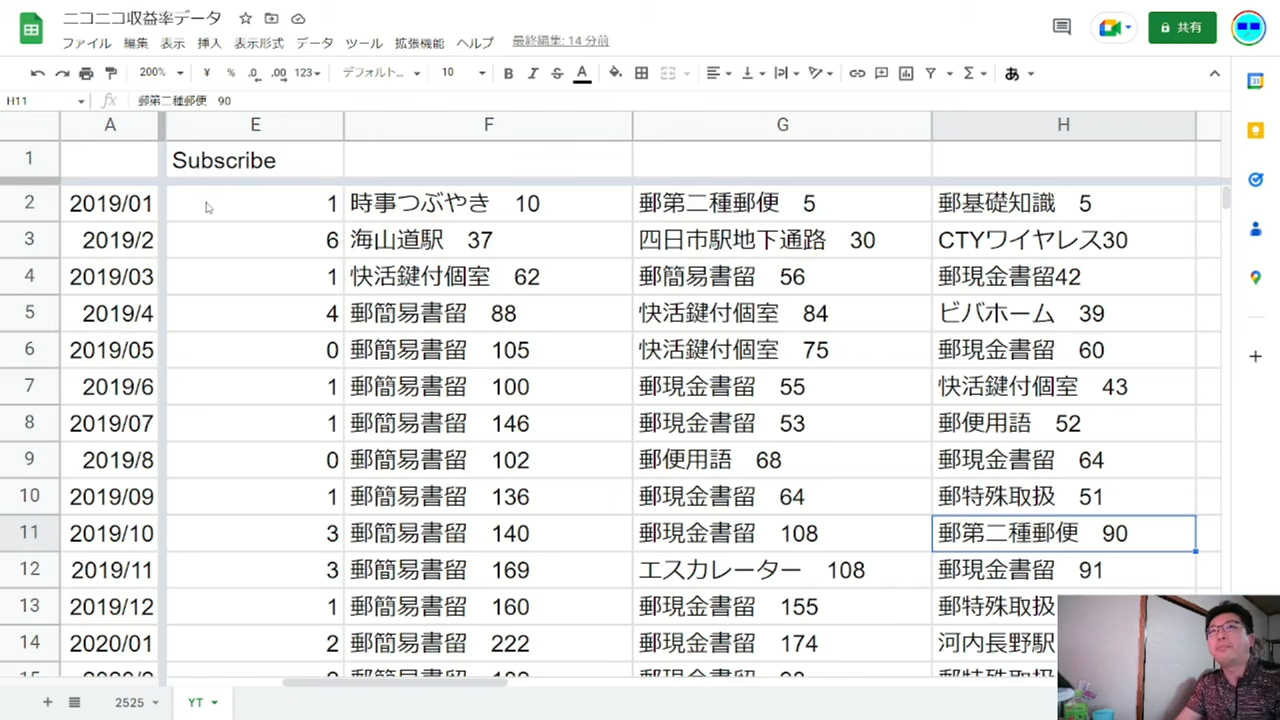 ニコニコ収益率データ
ファイル 編集 表示 挿入 表示形式 データ ツール 拡張機能 ヘルプ 最終編集: 14 分前
共有
200% ¥ % .0 .00 123 デフォルト... 10 B I S A Σ あ
H11 fx 郵第二種郵便 90
A E F G H
1 Subscribe
2 2019/01 1 時事つぶやき 10 郵第二種郵便 5 郵基礎知識 5
3 2019/2 6 海山道駅 37 四日市駅地下通路 30 CTYワイヤレス30
4 2019/03 1 快活鍵付個室 62 郵簡易書留 56 郵現金書留42
5 2019/4 4 郵簡易書留 88 快活鍵付個室 84 ビバホーム 39
6 2019/05 0 郵簡易書留 105 快活鍵付個室 75 郵現金書留 60
7 2019/6 1 郵簡易書留 100 郵現金書留 55 快活鍵付個室 43
8 2019/07 1 郵簡易書留 146 郵現金書留 53 郵便用語 52
9 2019/8 0 郵簡易書留 102 郵便用語 68 郵現金書留 64
10 2019/09 1 郵簡易書留 136 郵現金書留 64 郵特殊取扱 51
11 2019/10 3 郵簡易書留 140 郵現金書留 108 郵第二種郵便 90
12 2019/11 3 郵簡易書留 169 エスカレーター 108 郵現金書留 91
13 2019/12 1 郵簡易書留 160 郵現金書留 155 郵特殊取扱
14 2020/01 2 郵簡易書留 222 郵現金書留 174 河内長野駅
2525 YT